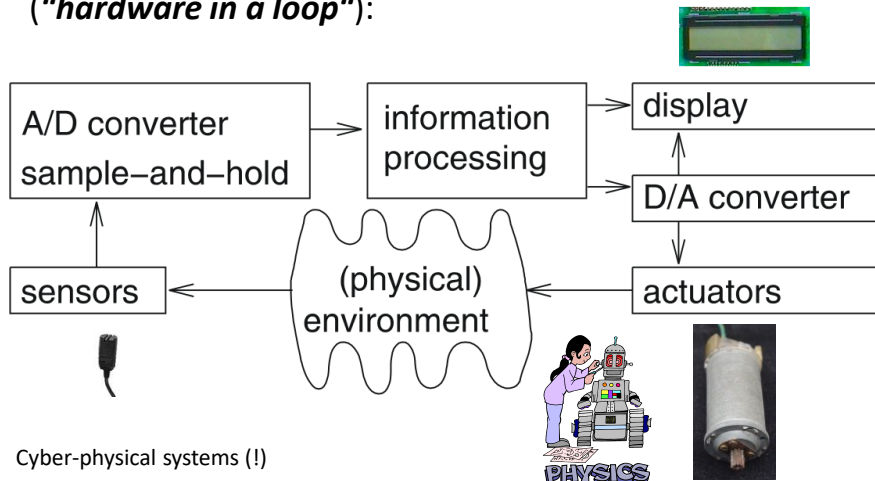 ("hardware in a loop"):
A/D converter
sample−and−hold
information
processing
display
D/A converter
sensors
(physical)
environment
actuators
Cyber-physical systems (!)
PHYSICS